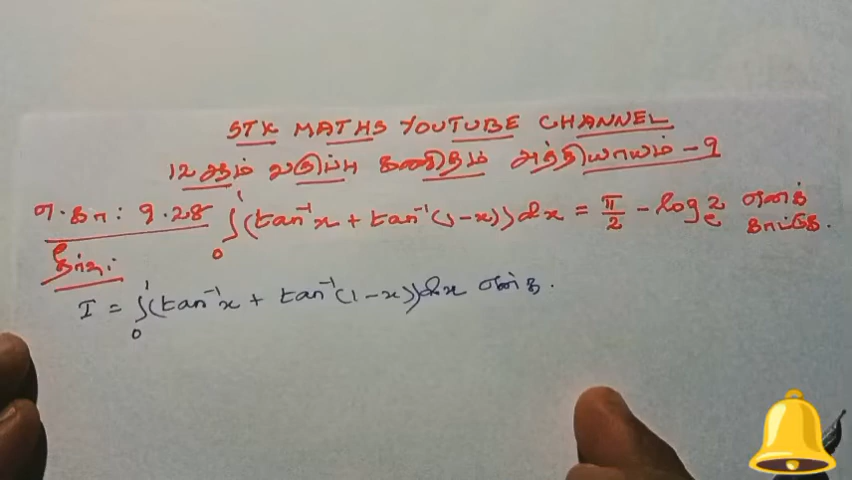 STK MATHS YOUTUBE CHANNEL
12 ஆம் வகுப்பு கணிதம் அத்தியாயம் - 9
எ.கா : 9.28 ∫₀¹ (tan⁻¹x + tan⁻¹(1-x)) dx = π/2 - logₑ2 எனக் காட்டுக.
தீர்வு:
I = ∫₀¹ (tan⁻¹x + tan⁻¹(1-x)) dx என்க.